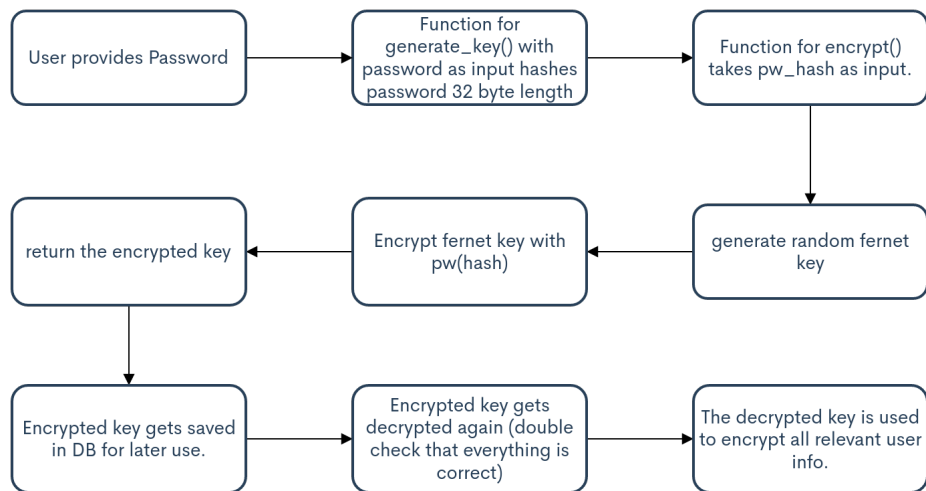 User provides Password
Function for
generate_key() with
password as input hashes
password 32 byte length
Function for encrypt()
takes pw_hash as input.
generate random fernet
key
Encrypt fernet key with
pw(hash)
return the encrypted key
Encrypted key gets saved
in DB for later use.
Encrypted key gets
decrypted again (double
check that everything is
correct)
The decrypted key is used
to encrypt all relevant user
info.